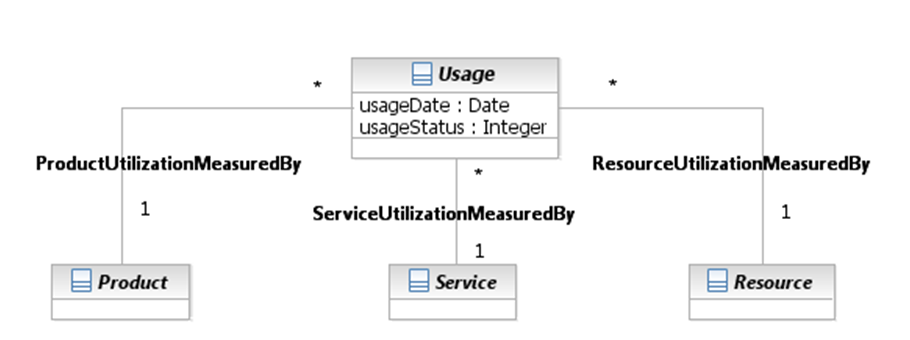 Usage
*
*
usageDate : Date
usageStatus : Integer
ProductUtilizationMeasuredBy
ResourceUtilizationMeasuredBy
*
1
ServiceUtilizationMeasuredBy
1
1
Product
Service
Resource